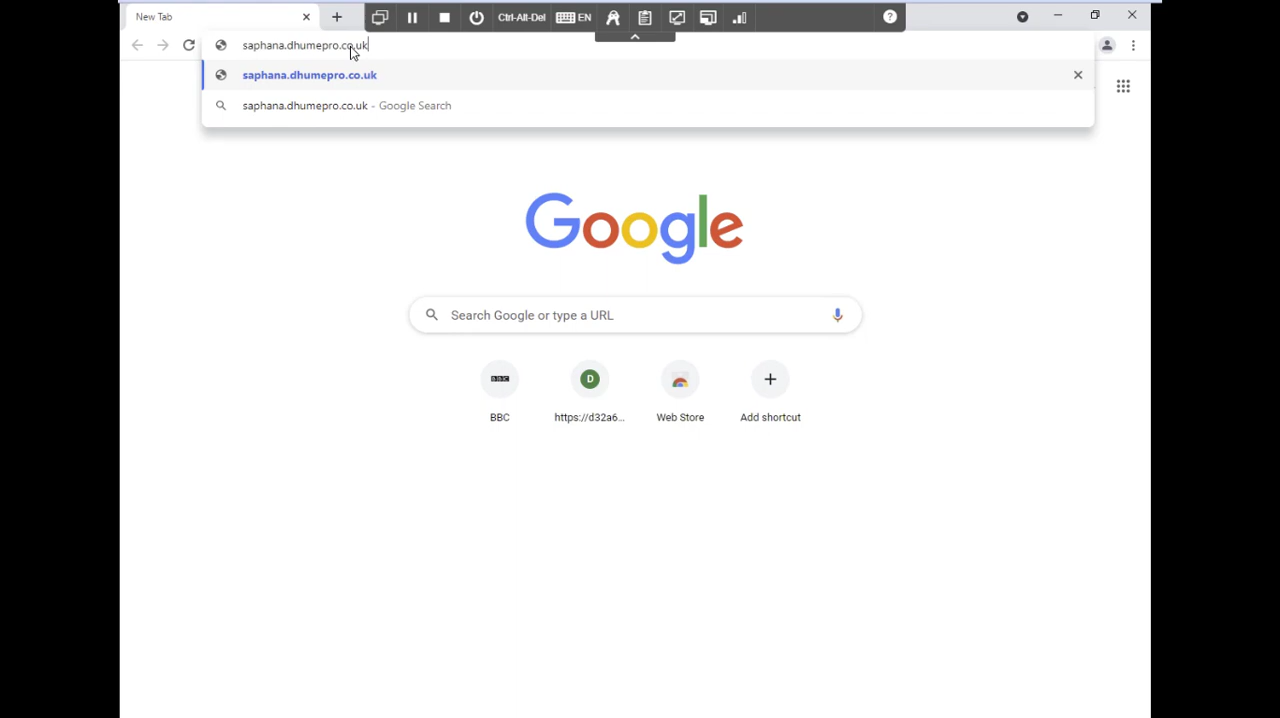 New Tab
Ctrl-Alt-Del
EN
saphana.dhumepro.co.uk
saphana.dhumepro.co.uk
saphana.dhumepro.co.uk - Google Search
Google
Search Google or type a URL
BBC
D
BBC
https://d32a6...
Web Store
Add shortcut